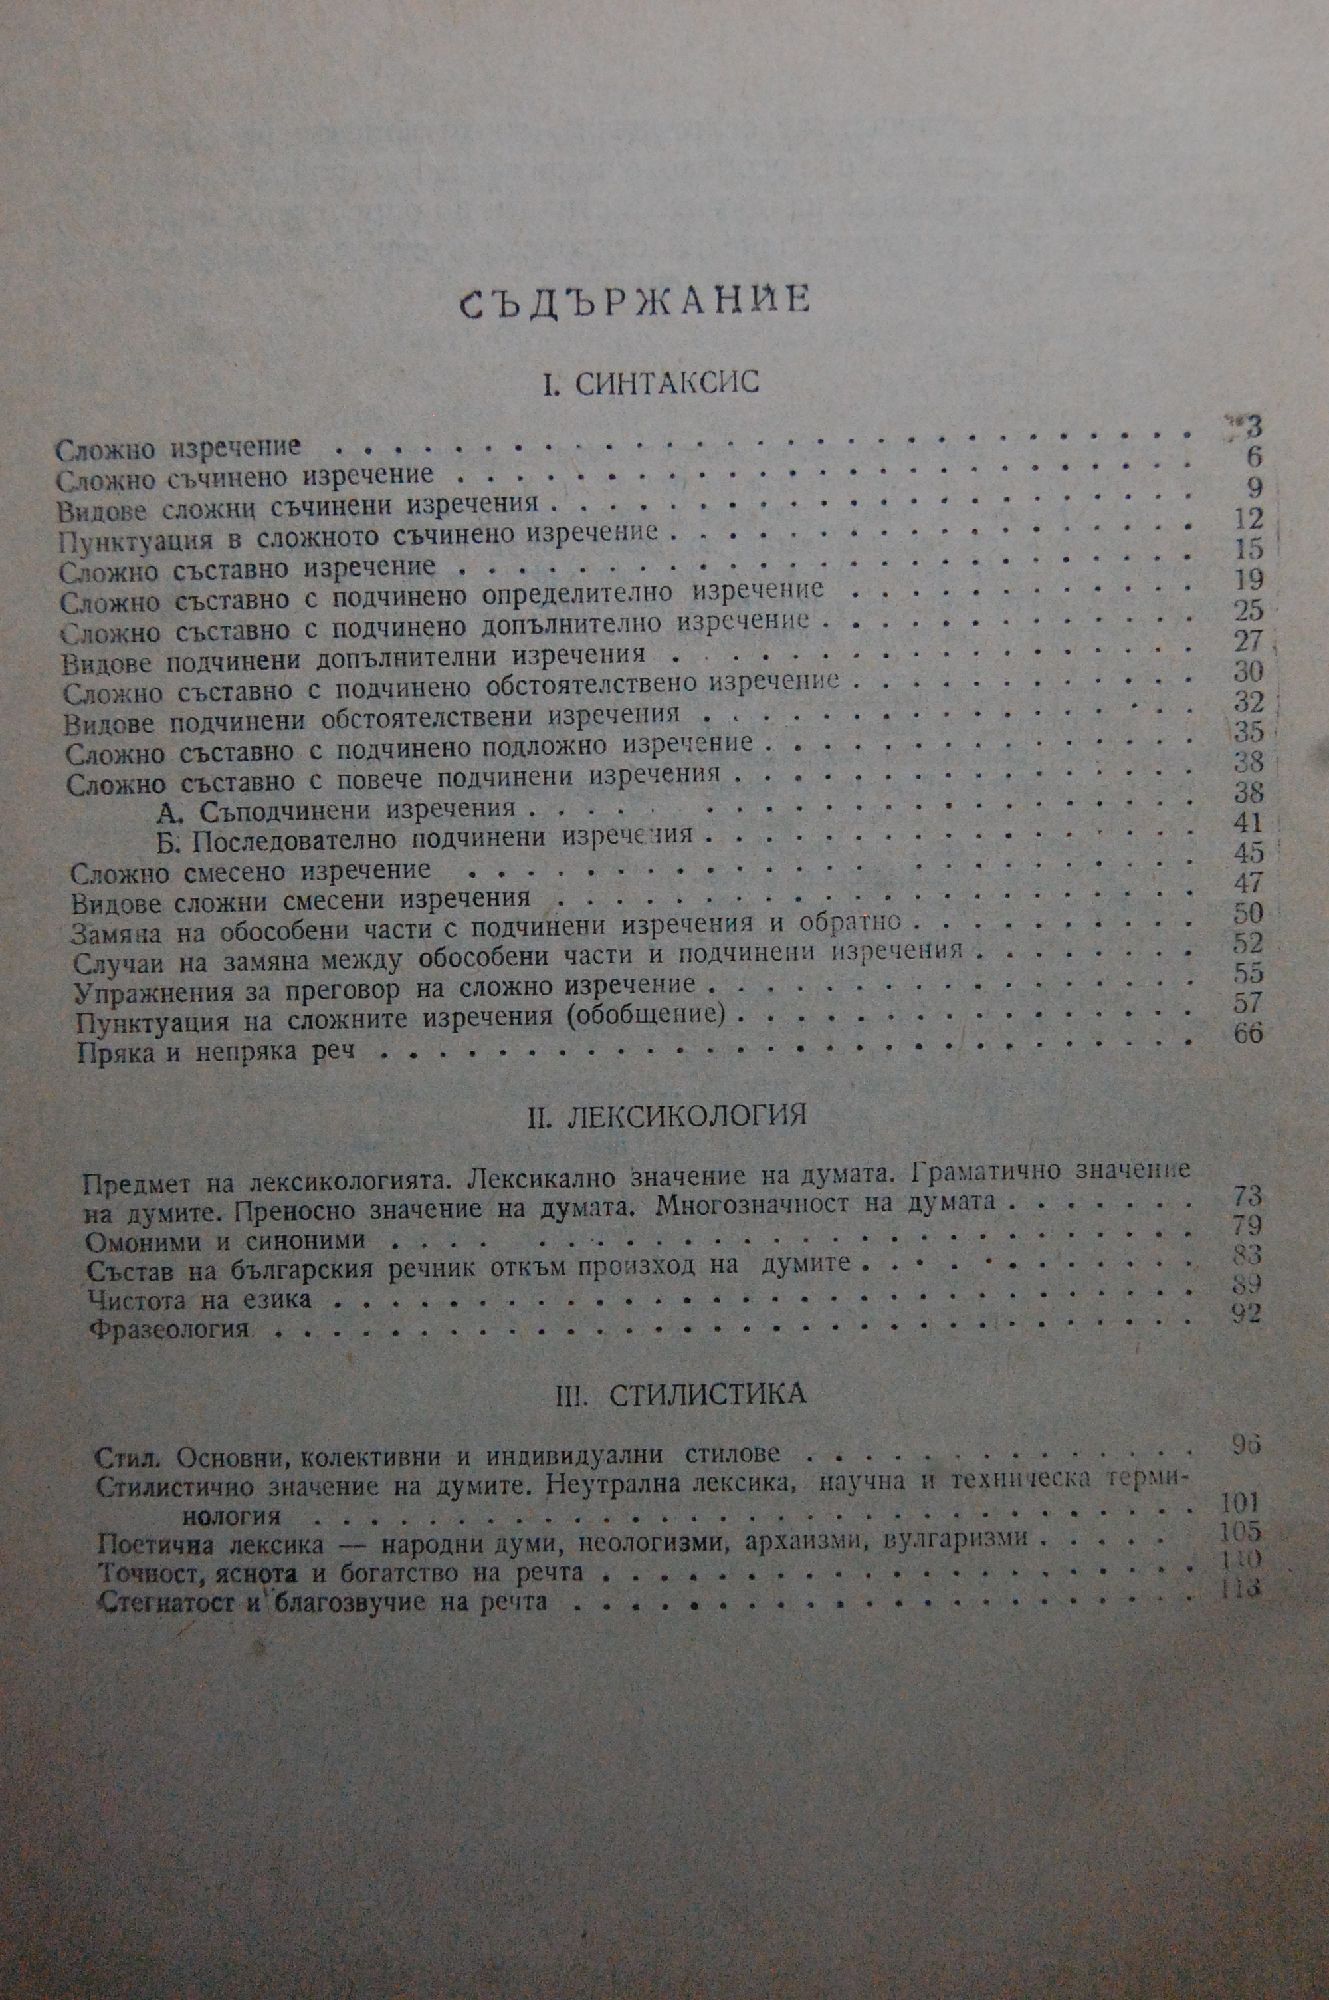 СЪДЪРЖАНИЕ
I. СИНТАКСИС
Сложно изречение . . . . . . . . . . 3
Сложно съчинено изречение . . . . . . . . . . 6
Видове сложни съчинени изречения . . . . . . . . . . 9
Пунктуация в сложното съчинено изречение . . . . . . . . . . 12
Сложно съставно изречение . . . . . . . . . . 15
Сложно съставно с подчинено определително изречение . . . . . . . . . . 19
Сложно съставно с подчинено допълнително изречение . . . . . . . . . . 25
Видове подчинени допълнителни изречения . . . . . . . . . . 27
Сложно съставно с подчинено обстоятелствено изречение . . . . . . . . . . 30
Видове подчинени обстоятелствени изречения . . . . . . . . . . 32
Сложно съставно с подчинено подложно изречение . . . . . . . . . . 35
Сложно съставно с повече подчинени изречения . . . . . . . . . . 38
А. Съподчинени изречения . . . . . . . . . . 38
Б. Последователно подчинени изречения . . . . . . . . . . 41
Сложно смесено изречение . . . . . . . . . . 45
Видове сложни смесени изречения . . . . . . . . . . 47
Замяна на обособени части с подчинени изречения и обратно . . . . . . . . . . 50
Случаи на замяна между обособени части и подчинени изречения . . . . . . . . 52
Упражнения за преговор на сложно изречение . . . . . . . . . . 55
Пунктуация на сложните изречения (обобщение) . . . . . . . . . . 57
Пряка и непряка реч . . . . . . . . . . 66
II. ЛЕКСИКОЛОГИЯ
Предмет на лексикологията. Лексикално значение на думата. Граматично значение
на думите. Преносно значение на думата. Многозначност на думата . . . . . . . 73
Омоними и синоними . . . . . . . . . . 79
Състав на българския речник откъм произход на думите . . . . . . . . . . 83
Чистота на езика . . . . . . . . . . 89
Фразеология . . . . . . . . . . 92
III. СТИЛИСТИКА
Стил. Основни, колективни и индивидуални стилове . . . . . . . . . . 96
Стилистично значение на думите. Неутрална лексика, научна и техническа терми-
нология . . . . . . . . . . 101
Поетична лексика — народни думи, неологизми, архаизми, вулгаризми . . . . . 105
Точност, яснота и богатство на речта . . . . . . . . . . 110
Стегнатост и благозвучие на речта . . . . . . . . . .